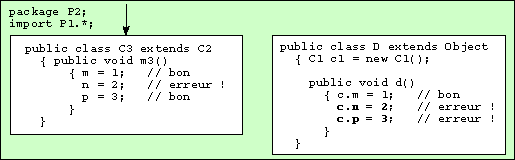 package P2;
import P1.*;
public class C3 extends C2
{ public void m3()
{ m = 1; // bon
n = 2; // erreur !
p = 3; // bon
}
}
public class D extends Object
{ C1 c1 = new C1();
public void d()
{ c.m = 1; // bon
c.n = 2; // erreur !
c.p = 3; // erreur !
}
}